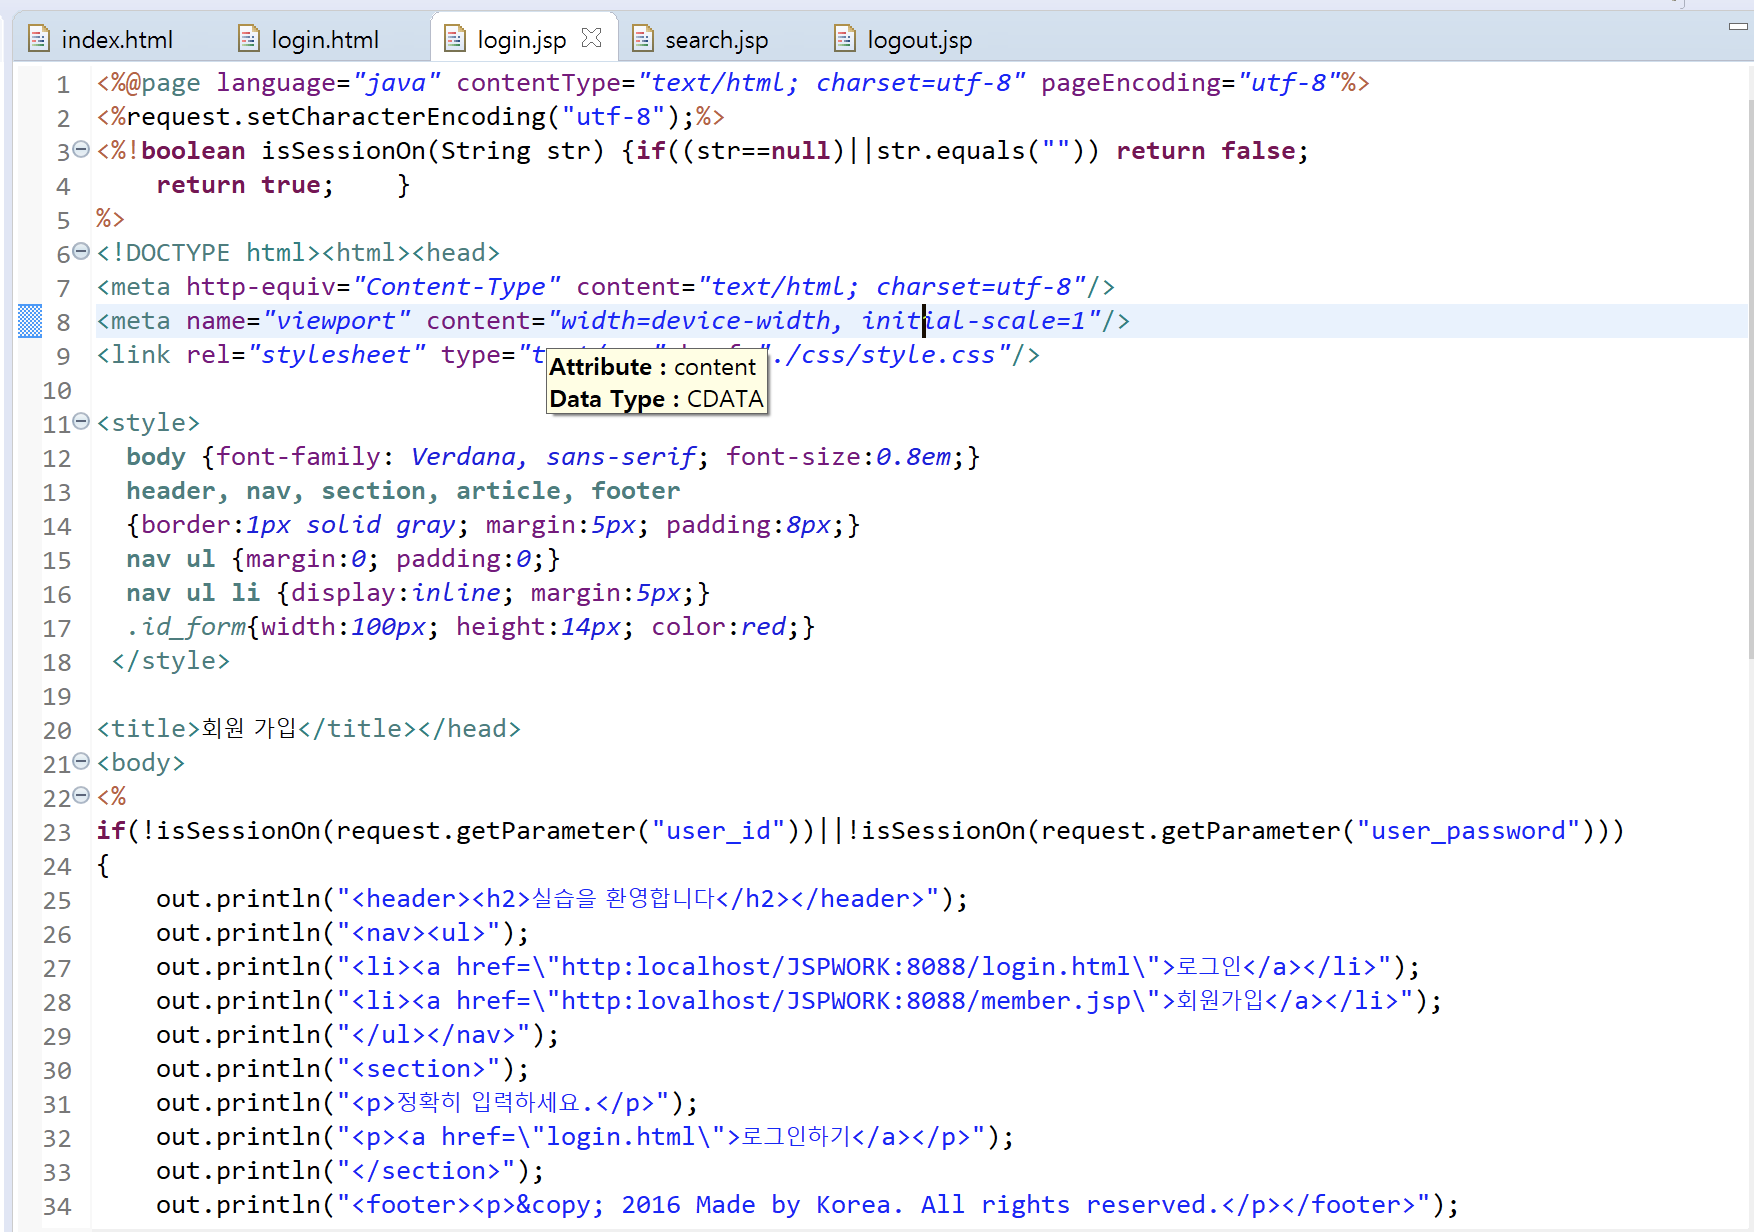 index.html login.html login.jsp search.jsp logout.jsp
1 <%@page language="java" contentType="text/html; charset=utf-8" pageEncoding="utf-8"%>
2 <%request.setCharacterEncoding("utf-8");%>
3 <%!boolean isSessionOn(String str) {if((str==null)||str.equals("")) return false;
4 return true; }
5 %>
6 <!DOCTYPE html><html><head>
7 <meta http-equiv="Content-Type" content="text/html; charset=utf-8"/>
8 <meta name="viewport" content="width=device-width, initial-scale=1"/>
9 <link rel="stylesheet" type="t "./css/style.css"/>
Attribute : content
Data Type : CDATA
10
11 <style>
12 body {font-family: Verdana, sans-serif; font-size:0.8em;}
13 header, nav, section, article, footer
14 {border:1px solid gray; margin:5px; padding:8px;}
15 nav ul {margin:0; padding:0;}
16 nav ul li {display:inline; margin:5px;}
17 .id_form{width:100px; height:14px; color:red;}
18 </style>
19
20 <title>회원 가입</title></head>
21 <body>
22 <%
23 if(!isSessionOn(request.getParameter("user_id"))||!isSessionOn(request.getParameter("user_password")))
24 {
25 out.println("<header><h2>실습을 환영합니다</h2></header>");
26 out.println("<nav><ul>");
27 out.println("<li><a href=\"http:localhost/JSPWORK:8088/login.html\">로그인</a></li>");
28 out.println("<li><a href=\"http:lovalhost/JSPWORK:8088/member.jsp\">회원가입</a></li>");
29 out.println("</ul></nav>");
30 out.println("<section>");
31 out.println("<p>정확히 입력하세요.</p>");
32 out.println("<p><a href=\"login.html\">로그인하기</a></p>");
33 out.println("</section>");
34 out.println("<footer><p>&copy; 2016 Made by Korea. All rights reserved.</p></footer>");